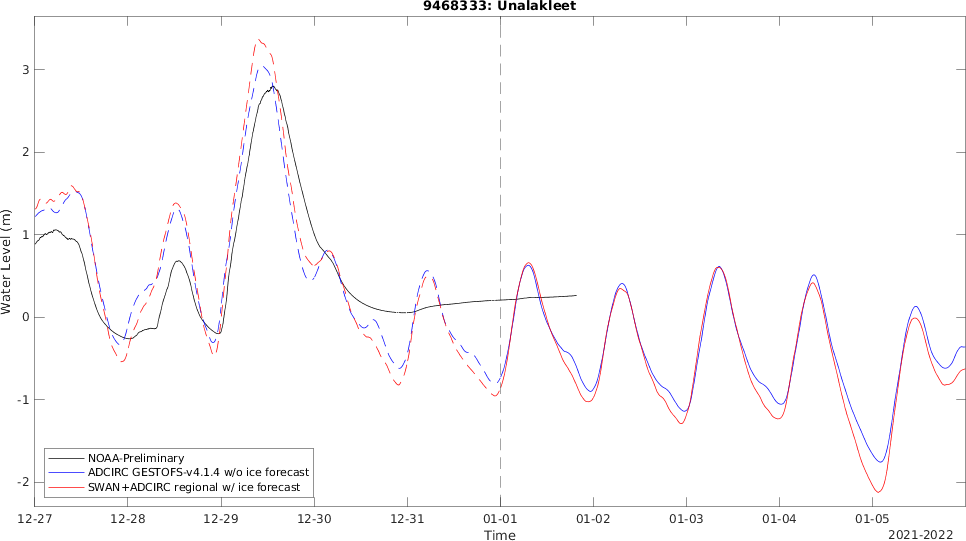 9468333: Unalakleet
3
2
1
0
-1
-2
Water Level (m)
NOAA-Preliminary
ADCIRC GESTOFS-v4.1.4 w/o ice forecast
SWAN+ADCIRC regional w/ ice forecast
12-27 12-28 12-29 12-30 12-31 01-01 01-02 01-03 01-04 01-05
Time
2021-2022